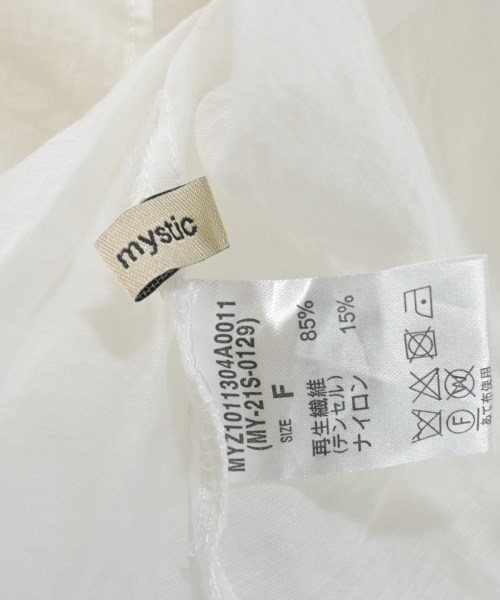 mystic
MYZ1011304A0011
(MY-21S-0129)
SIZE F
再生繊維 85%
(テンセル)
ナイロン 15%
F
あて布使用